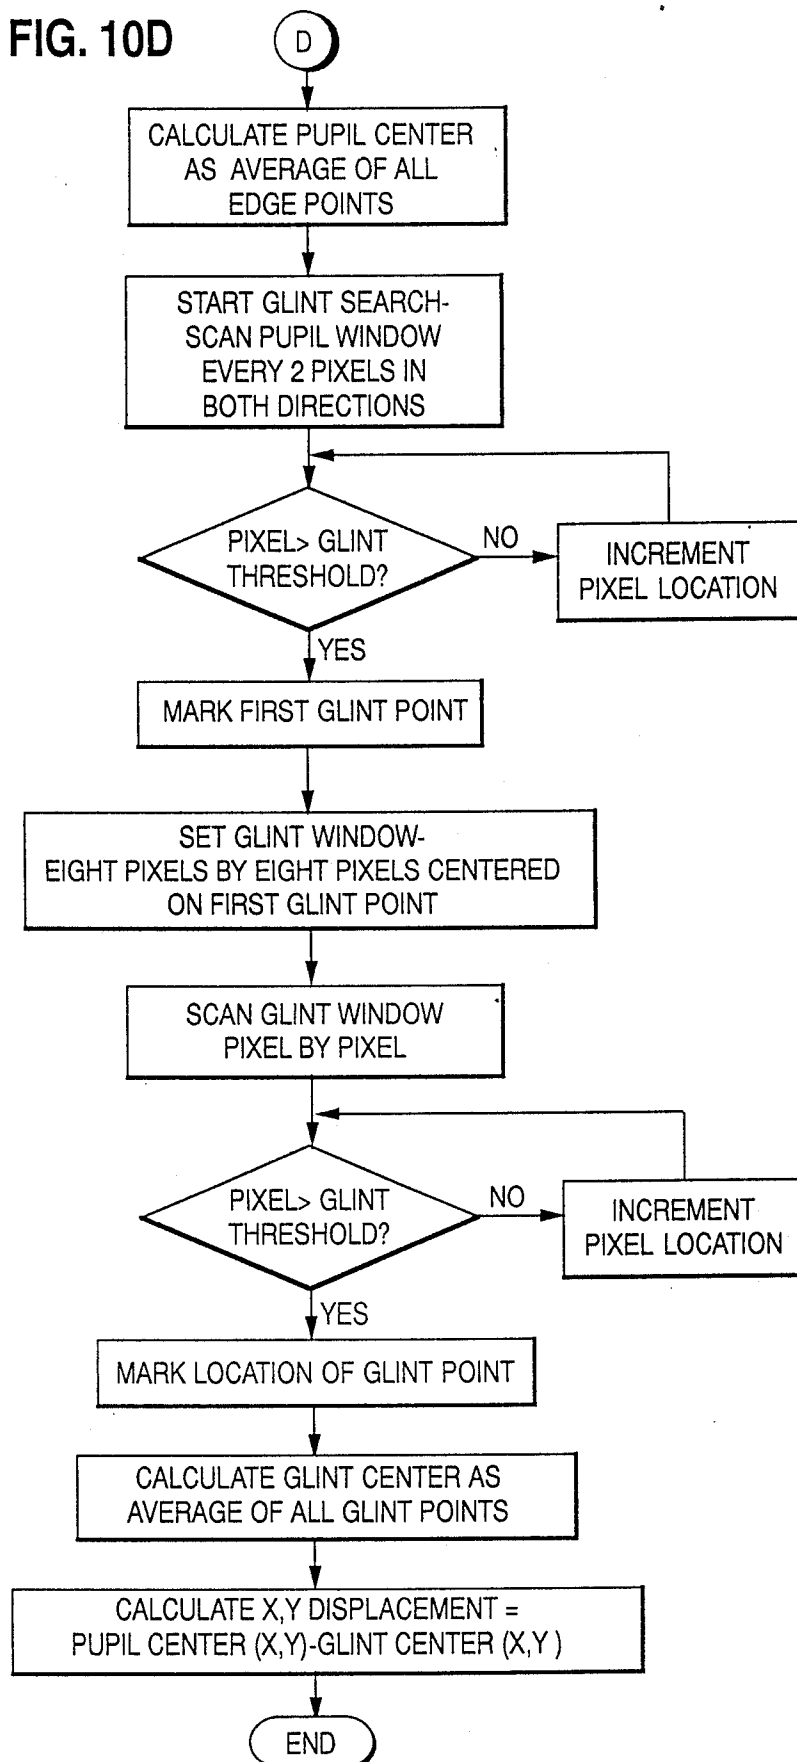 FIG. 10D
D
CALCULATE PUPIL CENTER
AS AVERAGE OF ALL
EDGE POINTS
START GLINT SEARCH-
SCAN PUPIL WINDOW
EVERY 2 PIXELS IN
BOTH DIRECTIONS
PIXEL> GLINT
THRESHOLD?
NO
INCREMENT
PIXEL LOCATION
YES
MARK FIRST GLINT POINT
SET GLINT WINDOW-
EIGHT PIXELS BY EIGHT PIXELS CENTERED
ON FIRST GLINT POINT
SCAN GLINT WINDOW
PIXEL BY PIXEL
PIXEL> GLINT
THRESHOLD?
NO
INCREMENT
PIXEL LOCATION
YES
MARK LOCATION OF GLINT POINT
CALCULATE GLINT CENTER AS
AVERAGE OF ALL GLINT POINTS
CALCULATE X,Y DISPLACEMENT =
PUPIL CENTER (X,Y)-GLINT CENTER (X,Y )
END